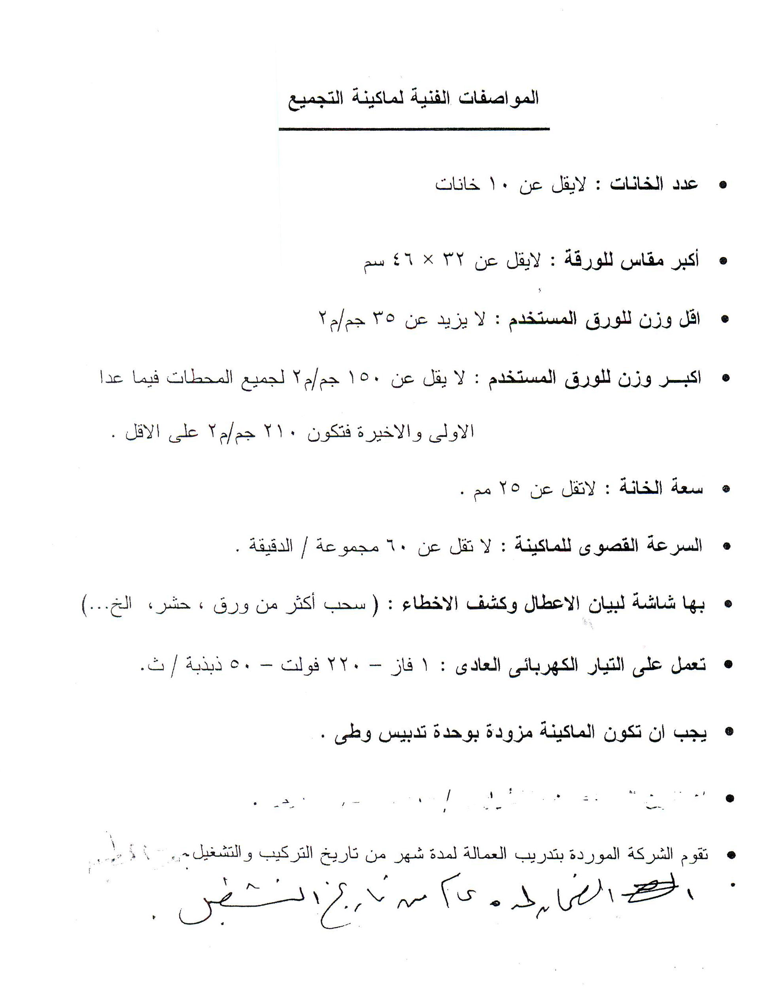 المواصفات الفنية لماكينة التجميع
• عدد الخانات : لايقل عن ١٠ خانات
• أكبر مقاس للورقة : لايقل عن ٣٢ × ٤٦ سم
• اقل وزن للورق المستخدم : لا يزيد عن ٣٥ جم/م٢
• اكبـــر وزن للورق المستخدم : لا يقل عن ١٥٠ جم/م٢ لجميع المحطات فيما عدا
الاولى والاخيرة فتكون ٢١٠ جم/م٢ على الاقل .
• سعة الخانة : لاتقل عن ٢٥ مم .
• السرعة القصوى للماكينة : لا تقل عن ٦٠ مجموعة / الدقيقة .
• بها شاشة لبيان الاعطال وكشف الاخطاء : ( سحب أكثر من ورق ، حشر، الخ...)
• تعمل على التيار الكهربائى العادى : ١ فاز – ٢٢٠ فولت – ٥٠ ذبذبة / ث.
• يجب ان تكون الماكينة مزودة بوحدة تدبيس وطى .
•
• تقوم الشركة الموردة بتدريب العمالة لمدة شهر من تاريخ التركيب والتشغيل
الضمان لمدة عام من تاريخ التشغيل .